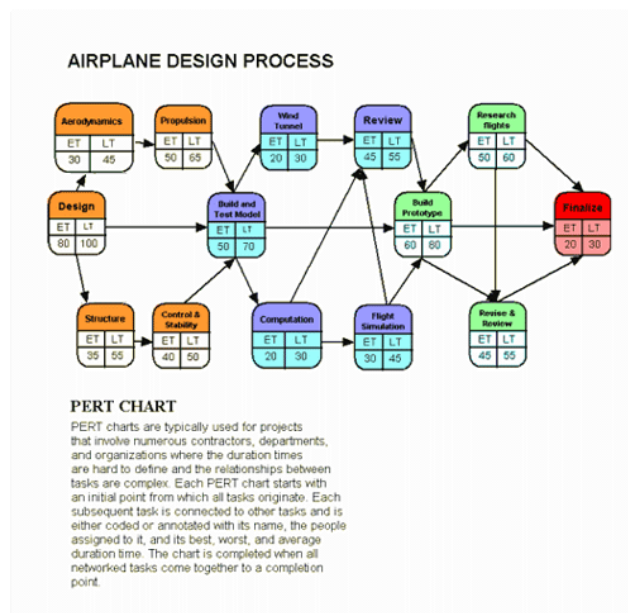 AIRPLANE DESIGN PROCESS
Aerodynamics
ET LT
30 45
Propulsion
ET LT
50 65
Wind
Tunnel
ET LT
20 30
Review
ET LT
45 55
Research
flights
ET LT
50 60
Design
ET LT
80 100
Build and
Test Model
ET LT
50 70
Build
Prototype
ET LT
60 80
Finalize
ET LT
20 30
Structure
ET LT
35 55
Control &
Stability
ET LT
40 50
Computation
ET LT
20 30
Flight
Simulation
ET LT
30 45
Revise &
Review
ET LT
45 55
PERT CHART
PERT charts are typically used for projects
that involve numerous contractors, departments,
and organizations where the duration times
are hard to define and the relationships between
tasks are complex. Each PERT chart starts with
an initial point from which all tasks originate. Each
subsequent task is connected to other tasks and is
either coded or annotated with its name, the people
assigned to it, and its best, worst, and average
duration time. The chart is completed when all
networked tasks come together to a completion
point.